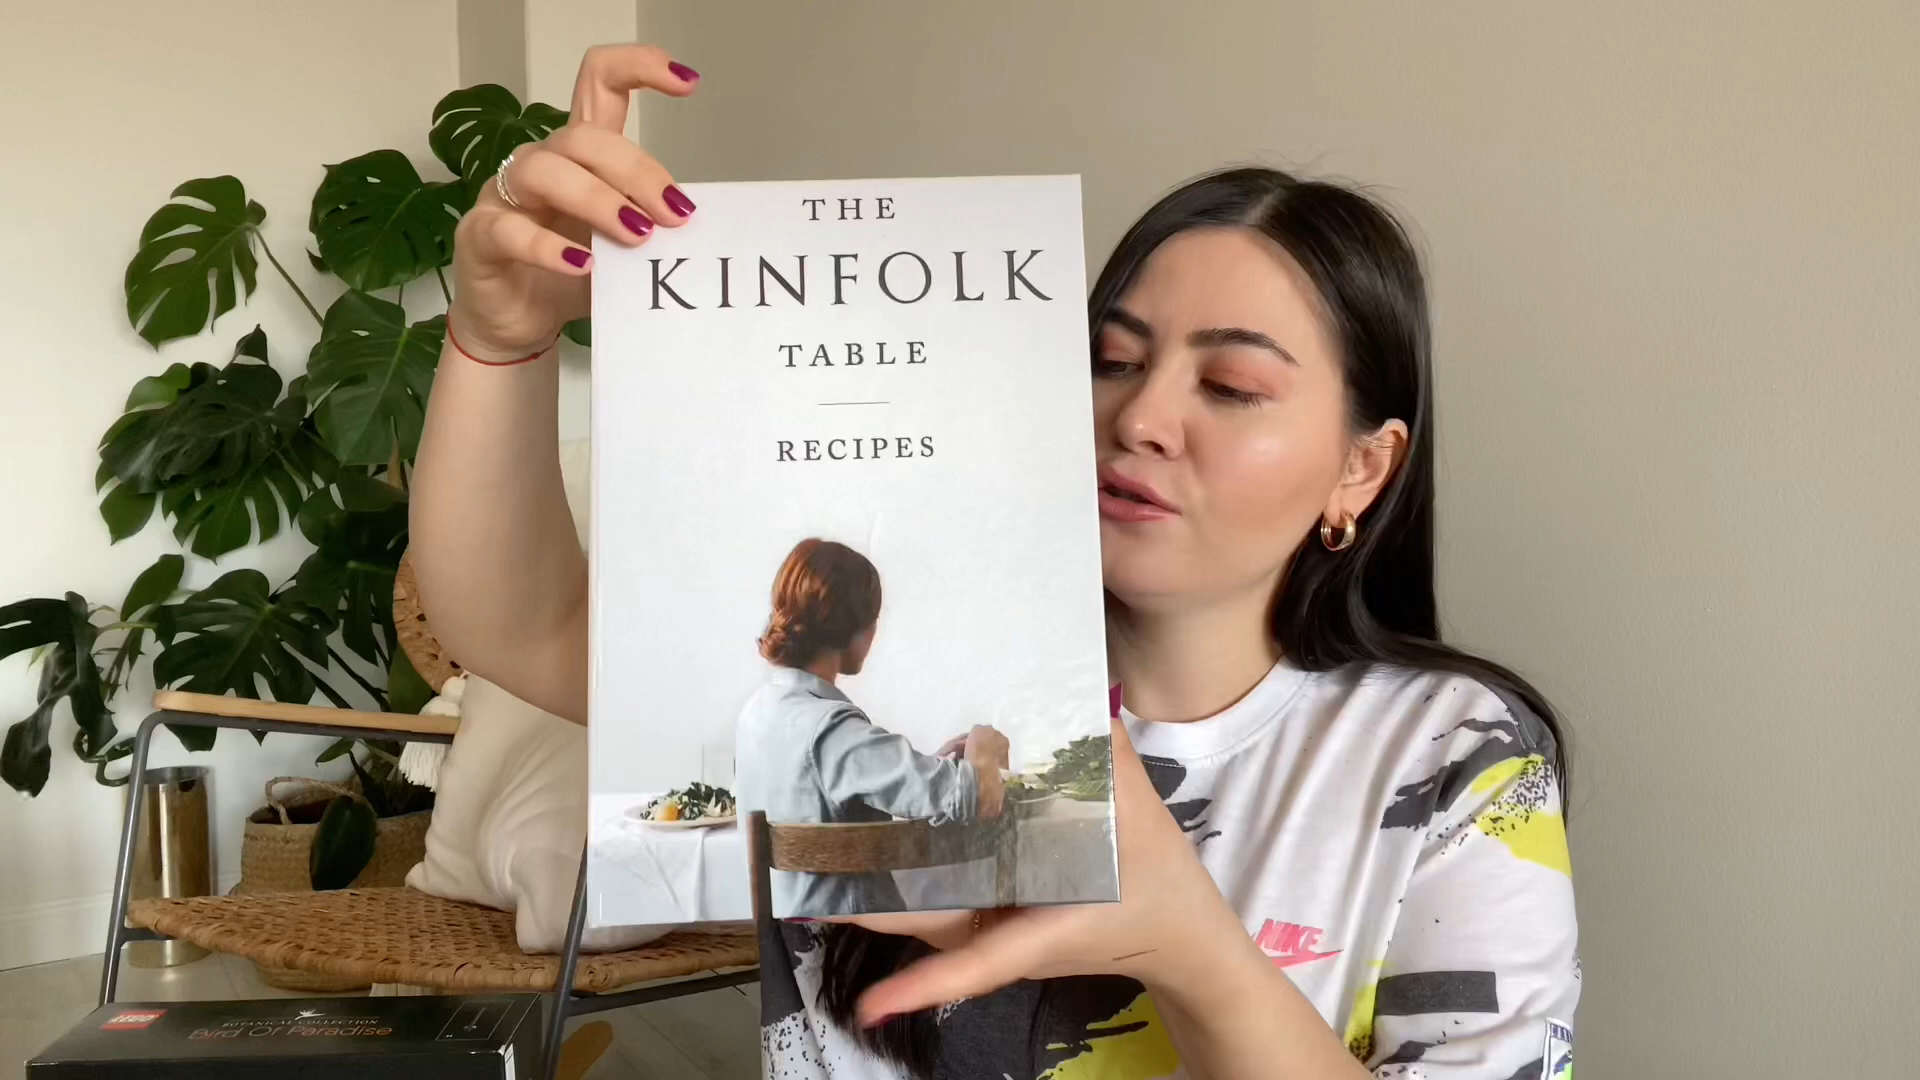 THE
KINFOLK
TABLE
RECIPES
NIKE
LEGO
BOTANICAL COLLECTION
Bird Of Paradise